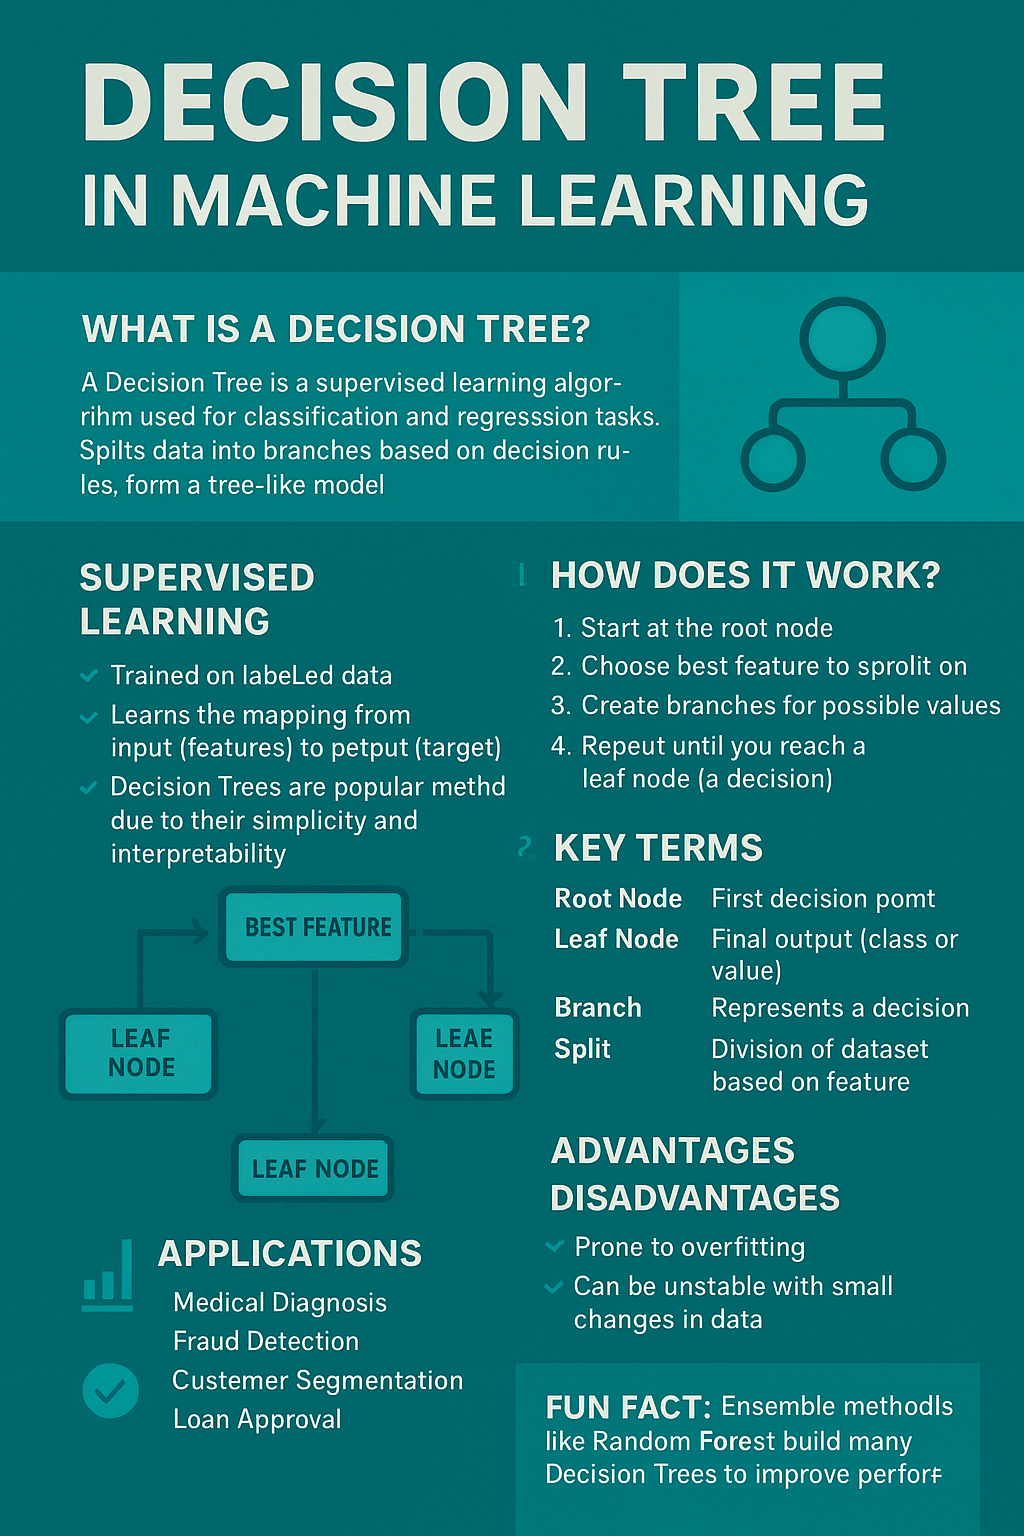 DECISION TREE
IN MACHINE LEARNING
WHAT IS A DECISION TREE?
A Decision Tree is a supervised learning algor-
rihm used for classification and regresssion tasks.
Spilts data into branches based on decision ru-
les, form a tree-like model
SUPERVISED
LEARNING
Trained on labeLed data
Learns the mapping from
input (features) to petput (target)
Decision Trees are popular methd
due to their simplicity and
interpretability
BEST FEATURE
LEAF
NODE
LEAE
NODE
LEAF NODE
APPLICATIONS
Medical Diagnosis
Fraud Detection
Custemer Segmentation
Loan Approval
HOW DOES IT WORK?
1. Start at the root node
2. Choose best feature to sprolit on
3. Create branches for possible values
4. Repeut until you reach a
leaf node (a decision)
2 KEY TERMS
Root Node First decision pomt
Leaf Node Final output (class or
value)
Branch Represents a decision
Split Division of dataset
based on feature
ADVANTAGES
DISADVANTAGES
Prone to overfitting
Can be unstable with small
changes in data
FUN FACT: Ensemble methodls
like Random Forest build many
Decision Trees to improve